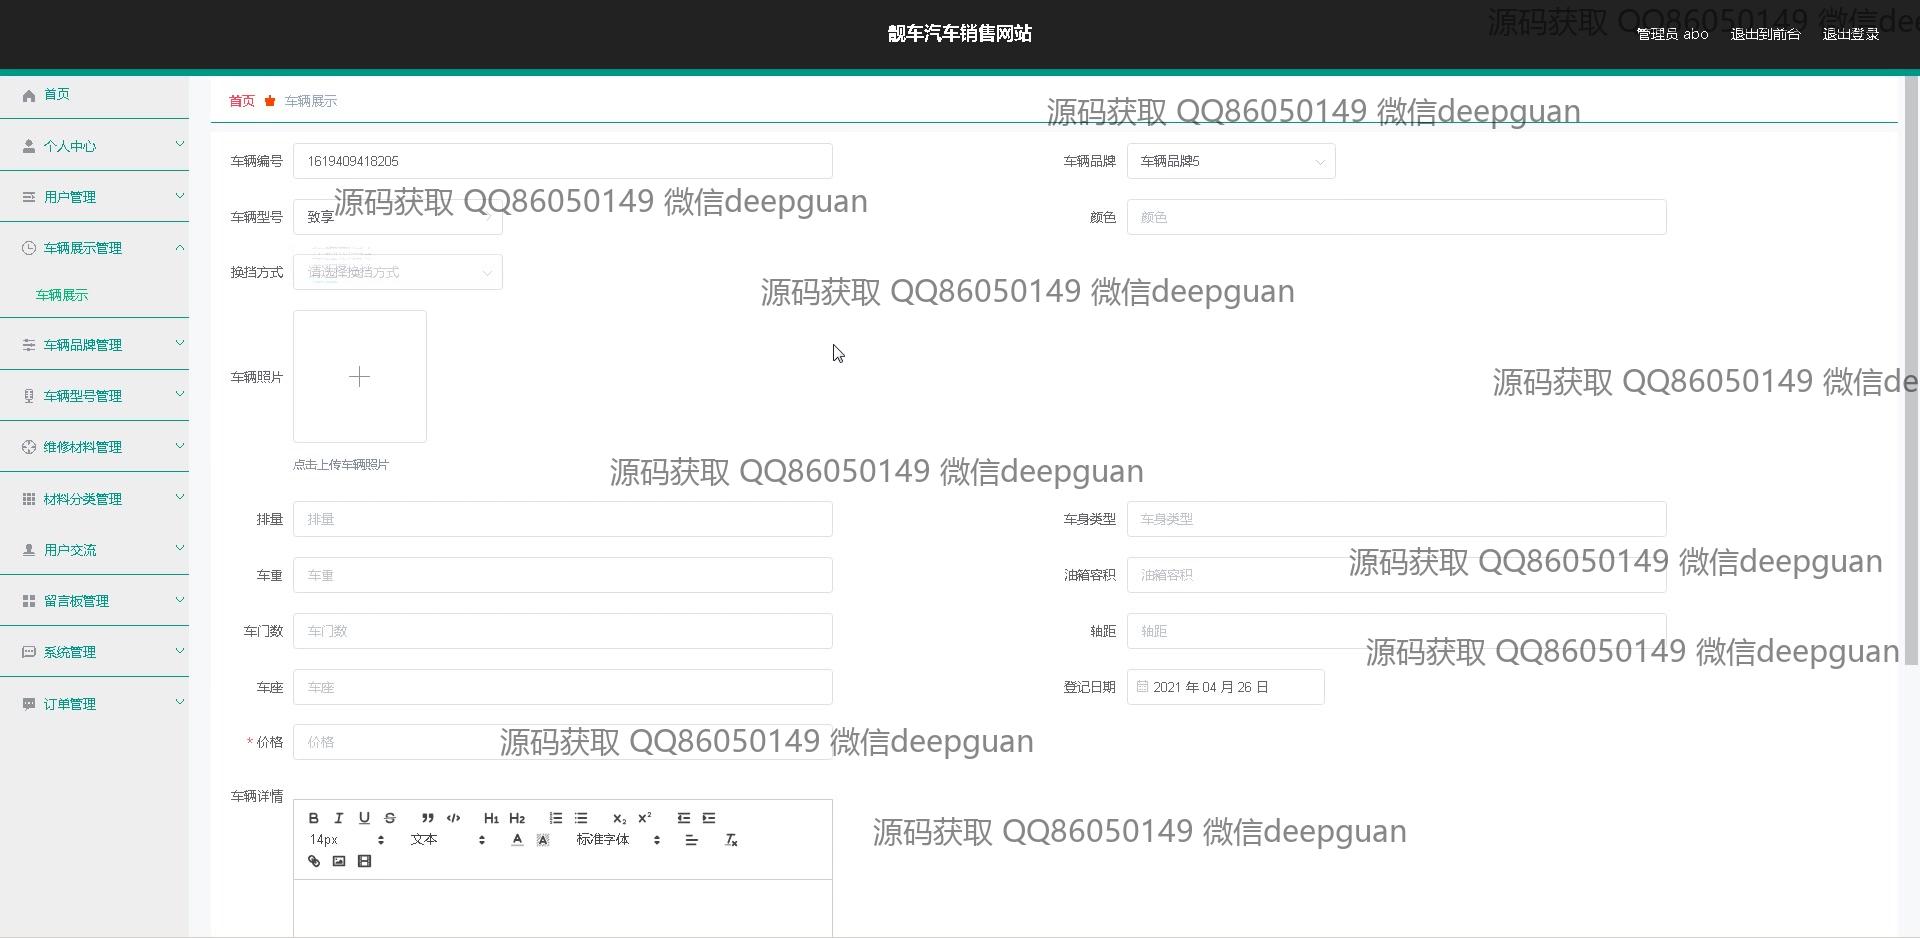 靓车汽车销售网站
源码获取 QQ86050149 微信de
管理员 abo 退出到前台 退出登录
首页
个人中心
用户管理
车辆展示管理
车辆展示
车辆品牌管理
车辆型号管理
维修材料管理
材料分类管理
用户交流
留言板管理
系统管理
订单管理
首页 车辆展示
源码获取 QQ86050149 微信deepguan
车辆编号 1619409418205 车辆品牌 车辆品牌5
源码获取 QQ86050149 微信deepguan
车辆型号 致享 颜色 颜色
换挡方式 请选择换挡方式
源码获取 QQ86050149 微信deepguan
车辆照片
源码获取 QQ86050149 微信de
点击上传车辆照片
源码获取 QQ86050149 微信deepguan
排量 排量 车身类型 车身类型
源码获取 QQ86050149 微信deepguan
车重 车重 油箱容积 油箱容积
车门数 车门数 轴距 轴距
源码获取 QQ86050149 微信deepguan
车座 车座 登记日期 2021 年 04 月 26 日
* 价格 价格
源码获取 QQ86050149 微信deepguan
车辆详情
B I U S ” </> H1 H2 x₂ x²
14px 文本 A A 标准字体 Tx
源码获取 QQ86050149 微信deepguan